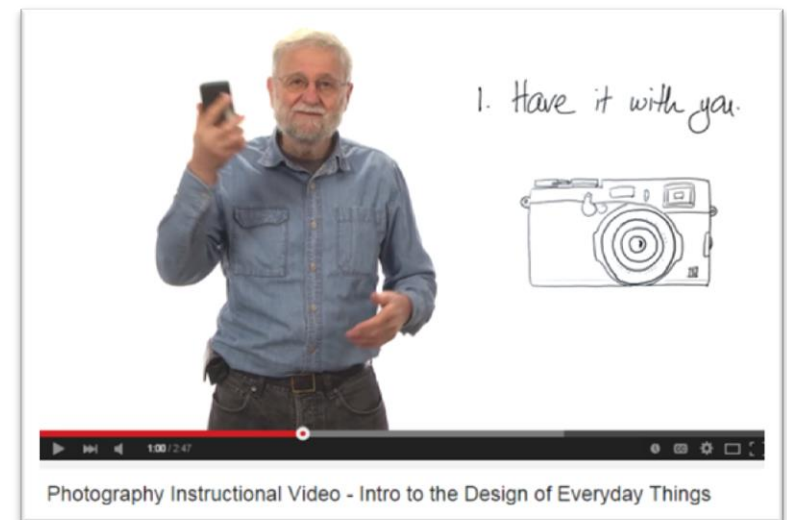 1. Have it with you.
1:00 / 2:47
Photography Instructional Video - Intro to the Design of Everyday Things